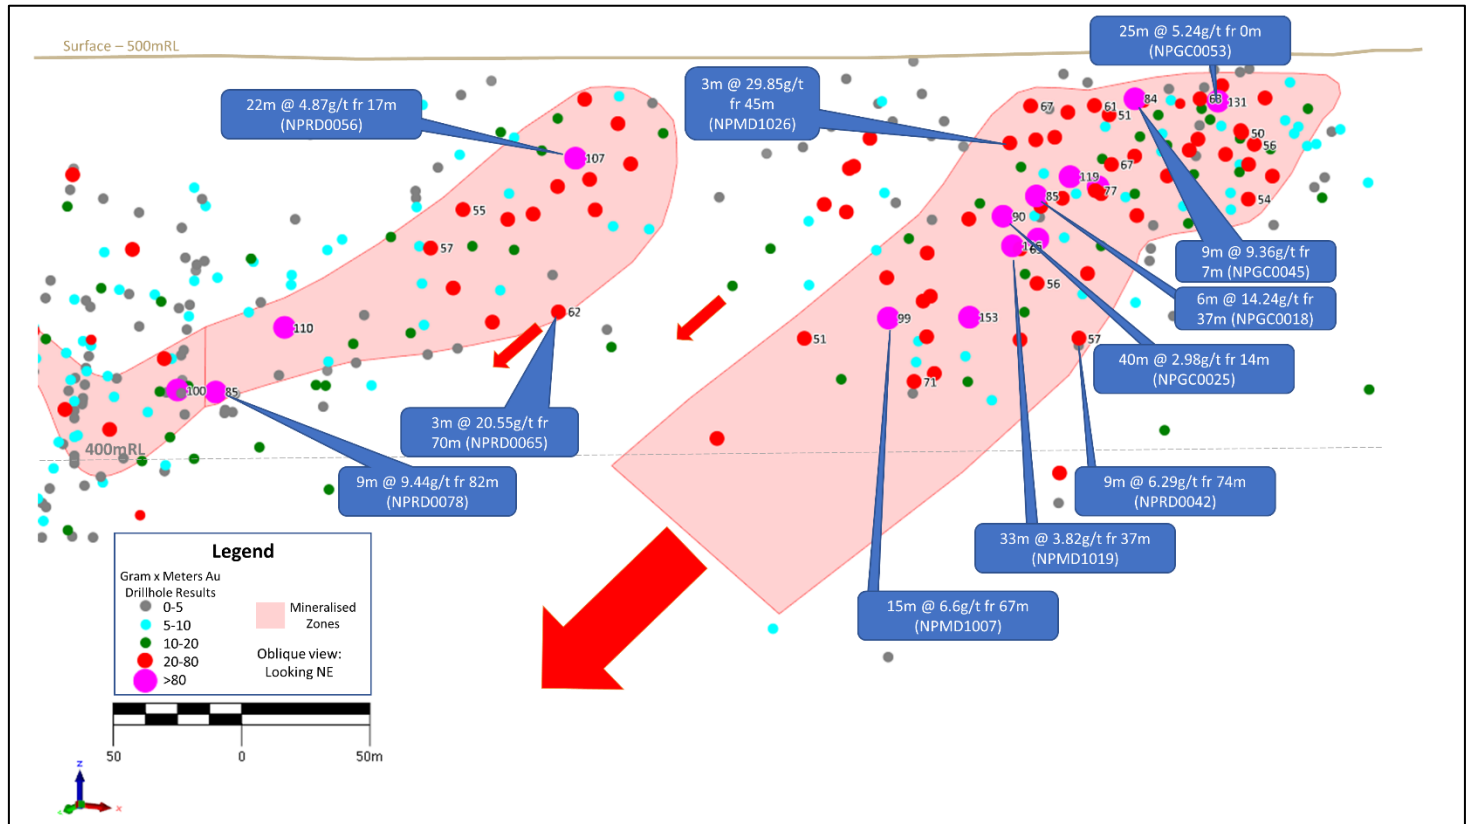 Surface – 500mRL
25m @ 5.24g/t fr 0m
(NPGC0053)
3m @ 29.85g/t
fr 45m
(NPMD1026)
22m @ 4.87g/t fr 17m
(NPRD0056)
67
61
51
84
68
131
50
56
107
67
119
77
85
54
55
90
57
56
9m @ 9.36g/t fr
7m (NPGC0045)
6m @ 14.24g/t fr
37m (NPGC0018)
62
110
99
153
51
57
40m @ 2.98g/t fr 14m
(NPGC0025)
71
100
85
3m @ 20.55g/t fr
70m (NPRD0065)
400mRL
9m @ 9.44g/t fr 82m
(NPRD0078)
9m @ 6.29g/t fr 74m
(NPRD0042)
33m @ 3.82g/t fr 37m
(NPMD1019)
15m @ 6.6g/t fr 67m
(NPMD1007)
Legend
Gram x Meters Au
Drillhole Results
0-5
5-10
10-20
20-80
>80
Mineralised
Zones
Oblique view:
Looking NE
50
0
50m
z
x